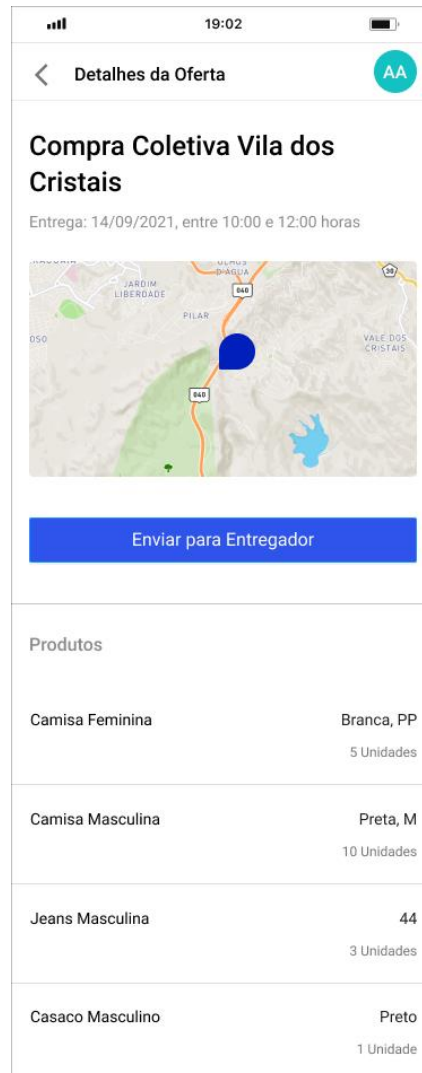 19:02
Detalhes da Oferta
AA
Compra Coletiva Vila dos
Cristais
Entrega: 14/09/2021, entre 10:00 e 12:00 horas
D'AGUA
JARDIM
LIBERDADE
040
30
PILAR
VALE DOS
CRISTAIS
040
Enviar para Entregador
Produtos
Camisa Feminina
Branca, PP
5 Unidades
Camisa Masculina
Preta, M
10 Unidades
Jeans Masculina
44
3 Unidades
Casaco Masculino
Preto
1 Unidade